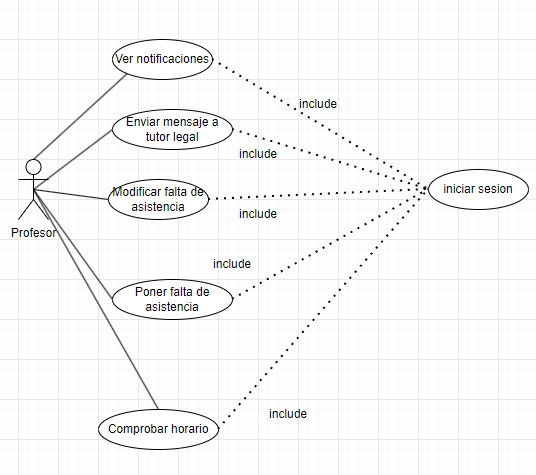 Ver notificaciones
include
Enviar mensaje a
tutor legal
include
Modificar falta de
asistencia
iniciar sesion
include
Profesor
include
Poner falta de
asistencia
include
Comprobar horario